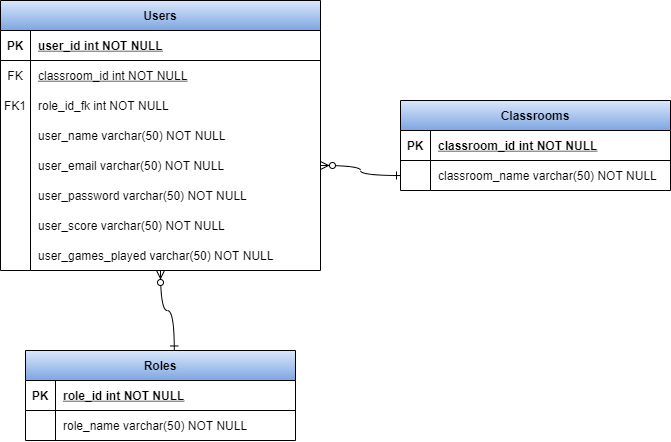 Users
PK user_id int NOT NULL
FK classroom_id int NOT NULL
FK1 role_id_fk int NOT NULL
user_name varchar(50) NOT NULL
user_email varchar(50) NOT NULL
user_password varchar(50) NOT NULL
user_score varchar(50) NOT NULL
user_games_played varchar(50) NOT NULL
Classrooms
PK classroom_id int NOT NULL
classroom_name varchar(50) NOT NULL
Roles
PK role_id int NOT NULL
role_name varchar(50) NOT NULL